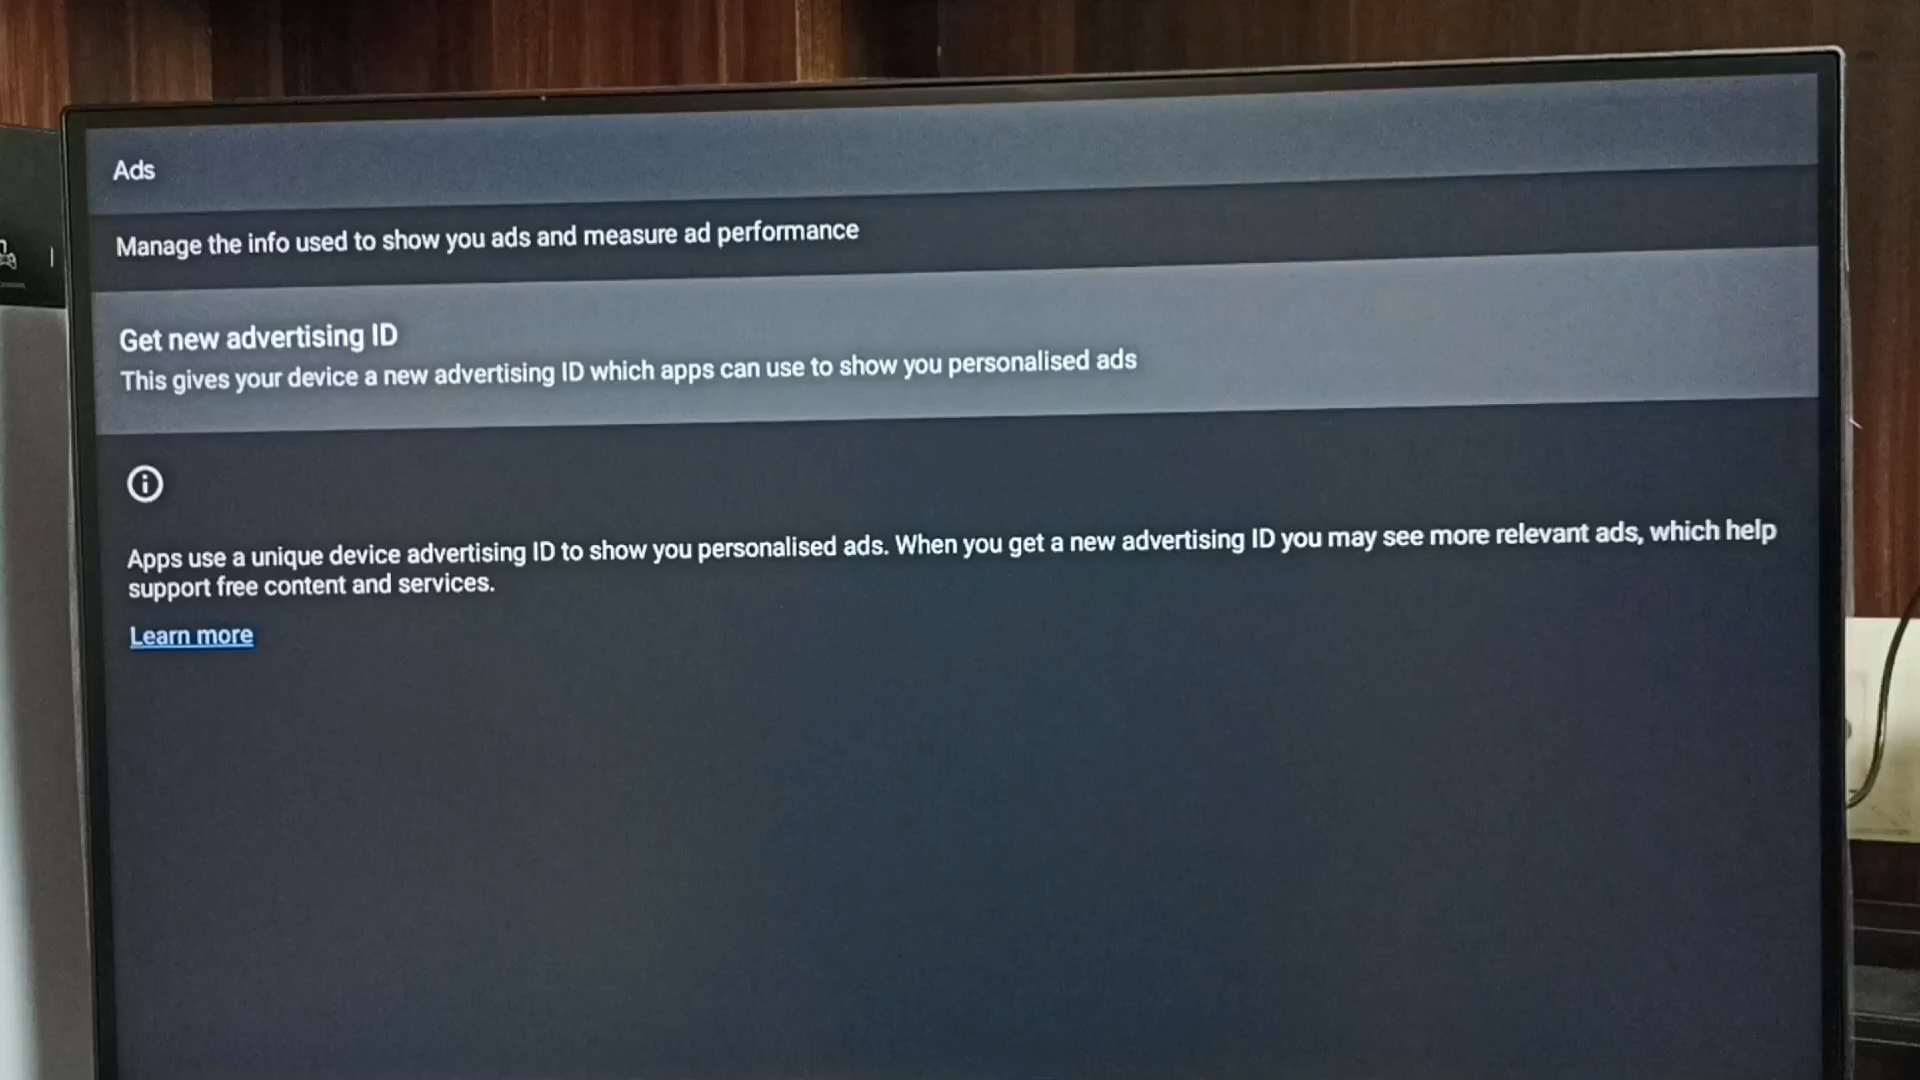 Ads
Manage the info used to show you ads and measure ad performance
Get new advertising ID
This gives your device a new advertising ID which apps can use to show you personalised ads
Apps use a unique device advertising ID to show you personalised ads. When you get a new advertising ID you may see more relevant ads, which help
support free content and services.
Learn more